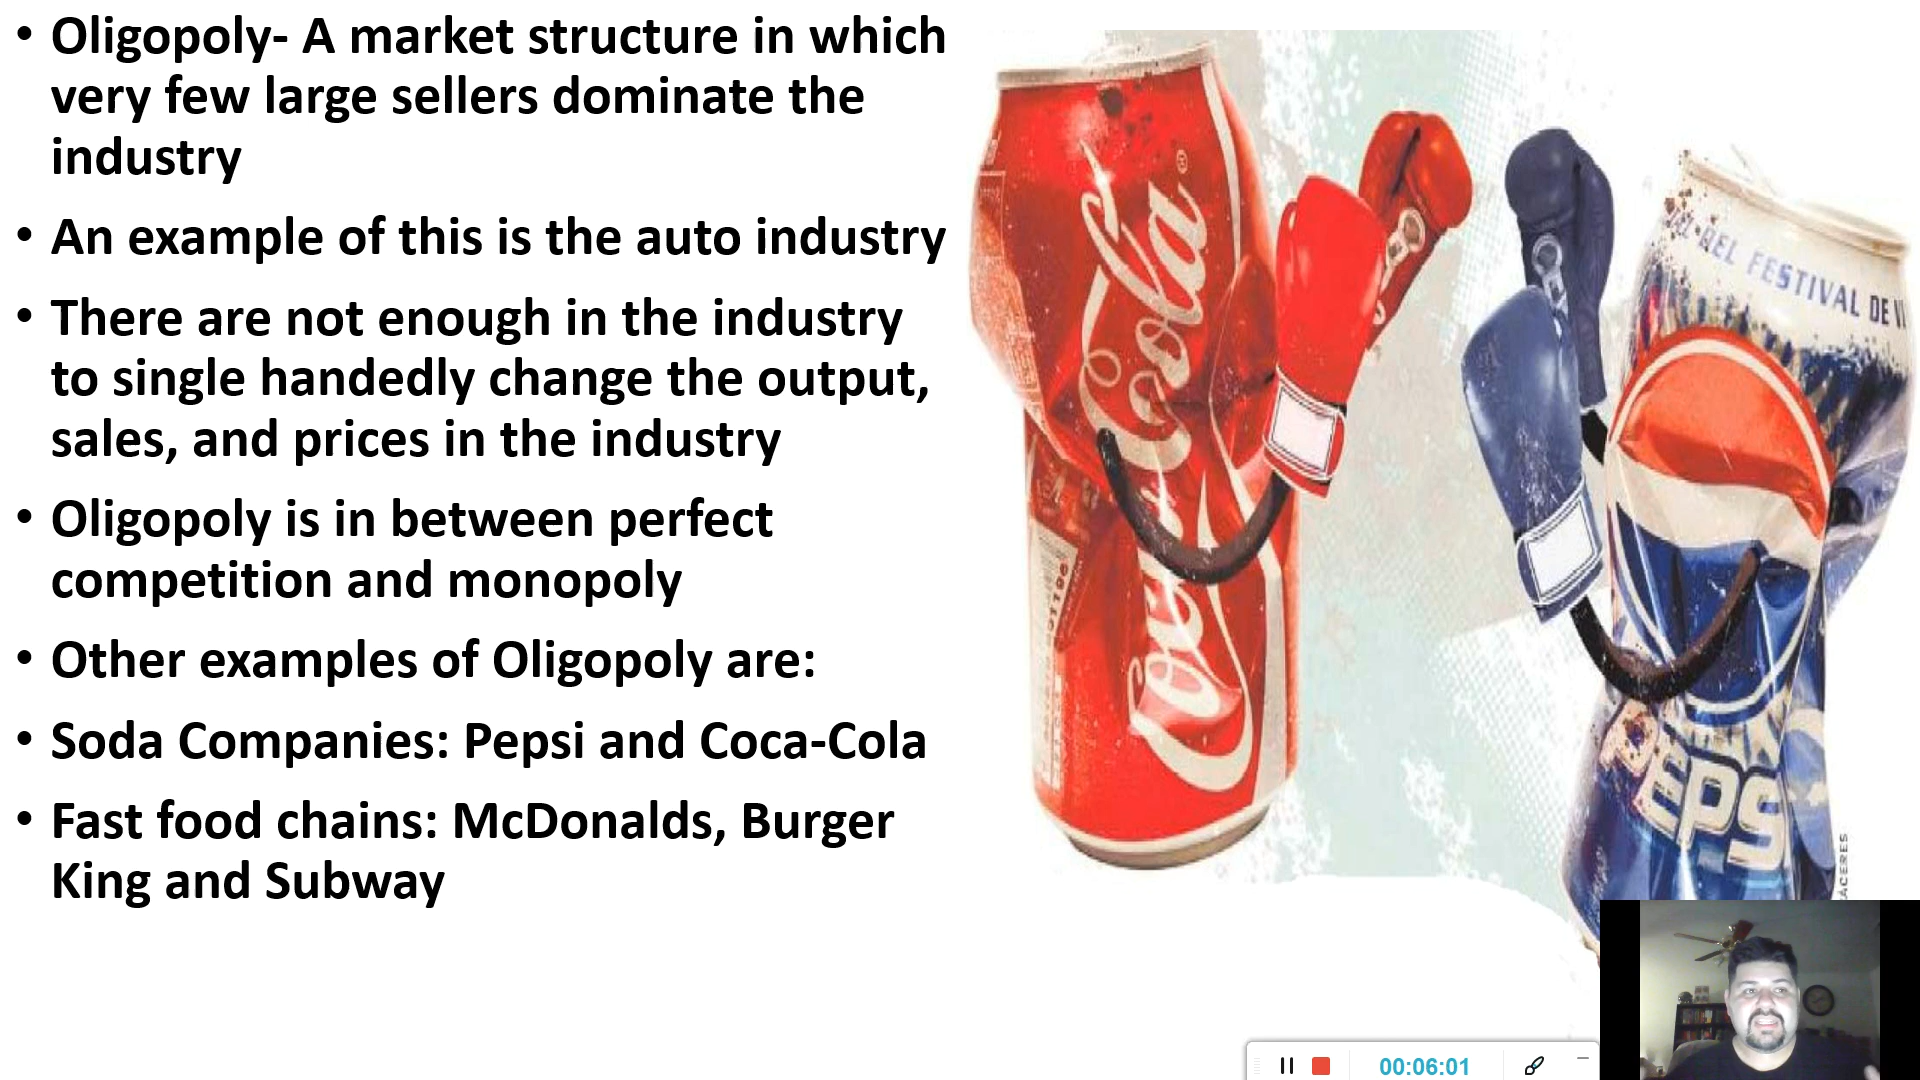 • Oligopoly- A market structure in which
very few large sellers dominate the
industry
• An example of this is the auto industry
• There are not enough in the industry
to single handedly change the output,
sales, and prices in the industry
• Oligopoly is in between perfect
competition and monopoly
• Other examples of Oligopoly are:
• Soda Companies: Pepsi and Coca-Cola
• Fast food chains: McDonalds, Burger
King and Subway
Coca-Cola
®
FESTIVAL DE
EPS
ACERES
00:06:01